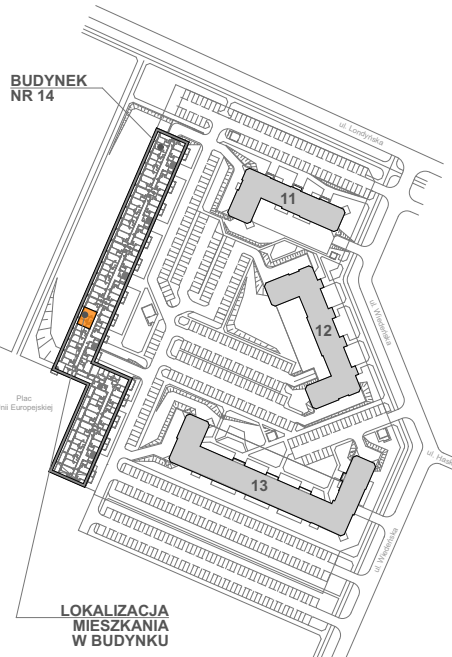 BUDYNEK
NR 14
ul. Londyńska
11
ul. Wiedeńska
12
Plac
nii Europejskiej
ul. Hask
13
ul. Wiedeńska
LOKALIZACJA
MIESZKANIA
W BUDYNKU